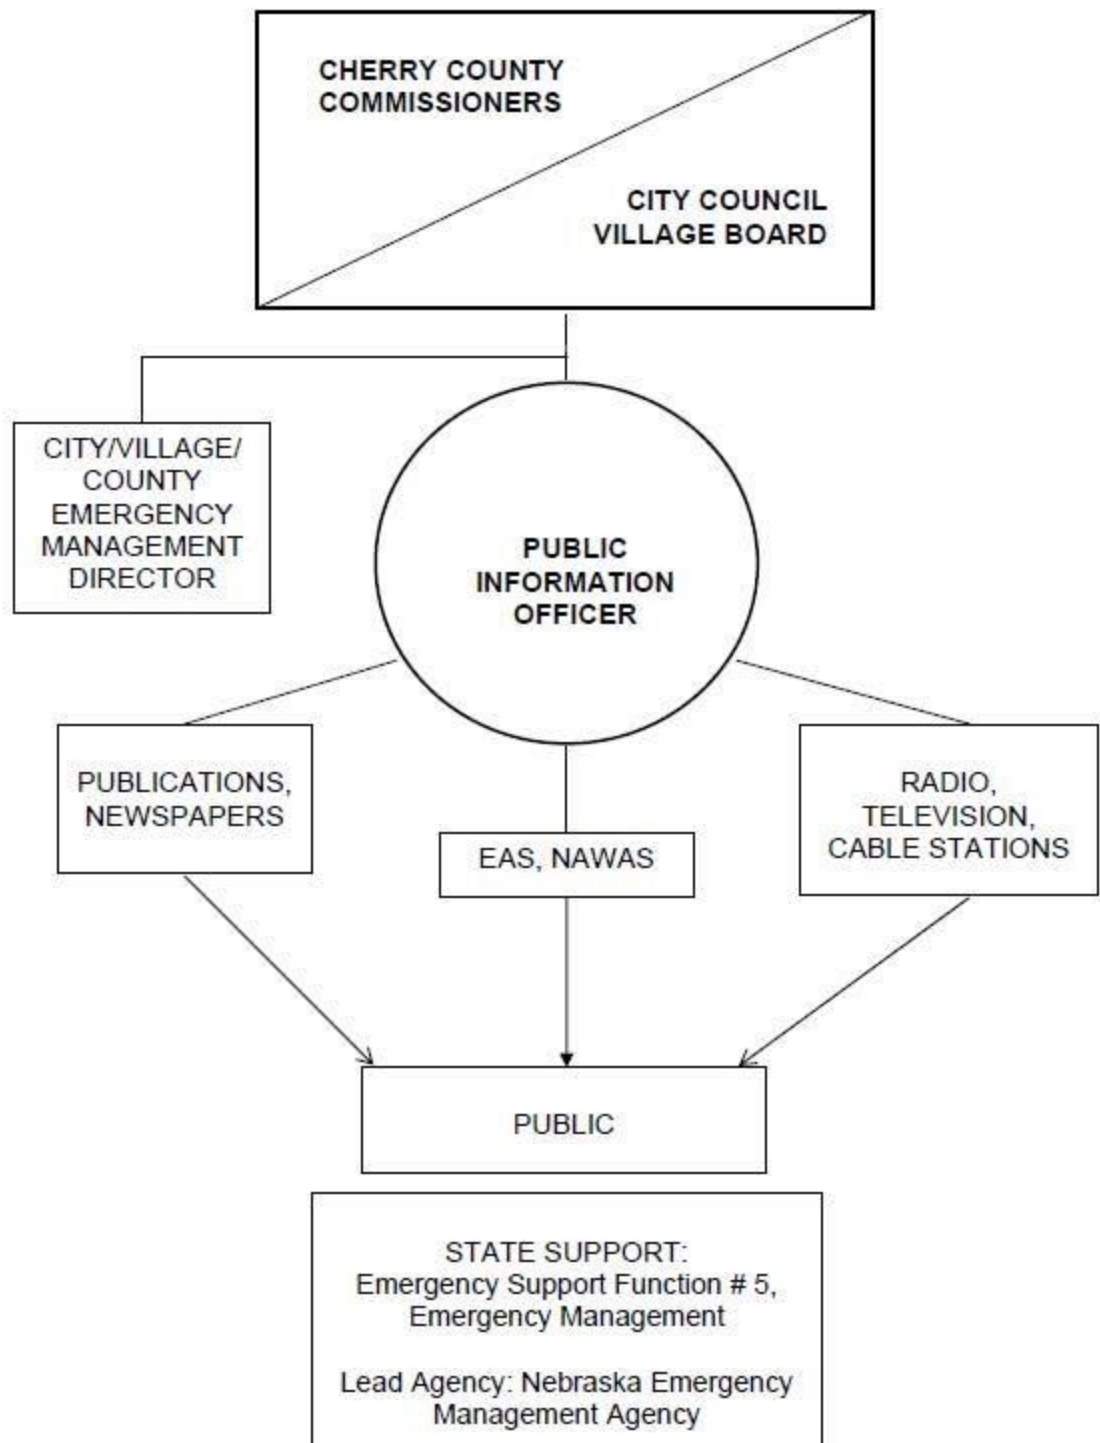 CHERRY COUNTY
COMMISSIONERS
CITY COUNCIL
VILLAGE BOARD
CITY/VILLAGE/
COUNTY
EMERGENCY
MANAGEMENT
DIRECTOR
PUBLIC
INFORMATION
OFFICER
PUBLICATIONS,
NEWSPAPERS
EAS, NAWAS
RADIO,
TELEVISION,
CABLE STATIONS
PUBLIC
STATE SUPPORT:
Emergency Support Function # 5,
Emergency Management
Lead Agency: Nebraska Emergency
Management Agency